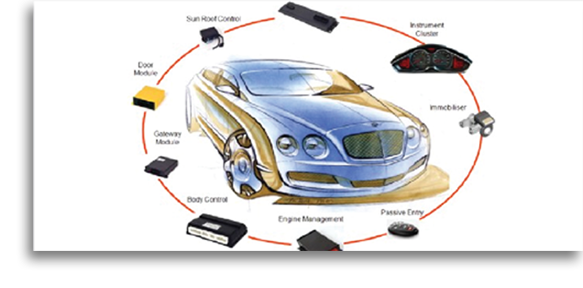 Sun Roof Control
Instrument
Cluster
Door
Module
Immobiliser
Gateway
Module
Body Control
Passive Entry
Engine Management